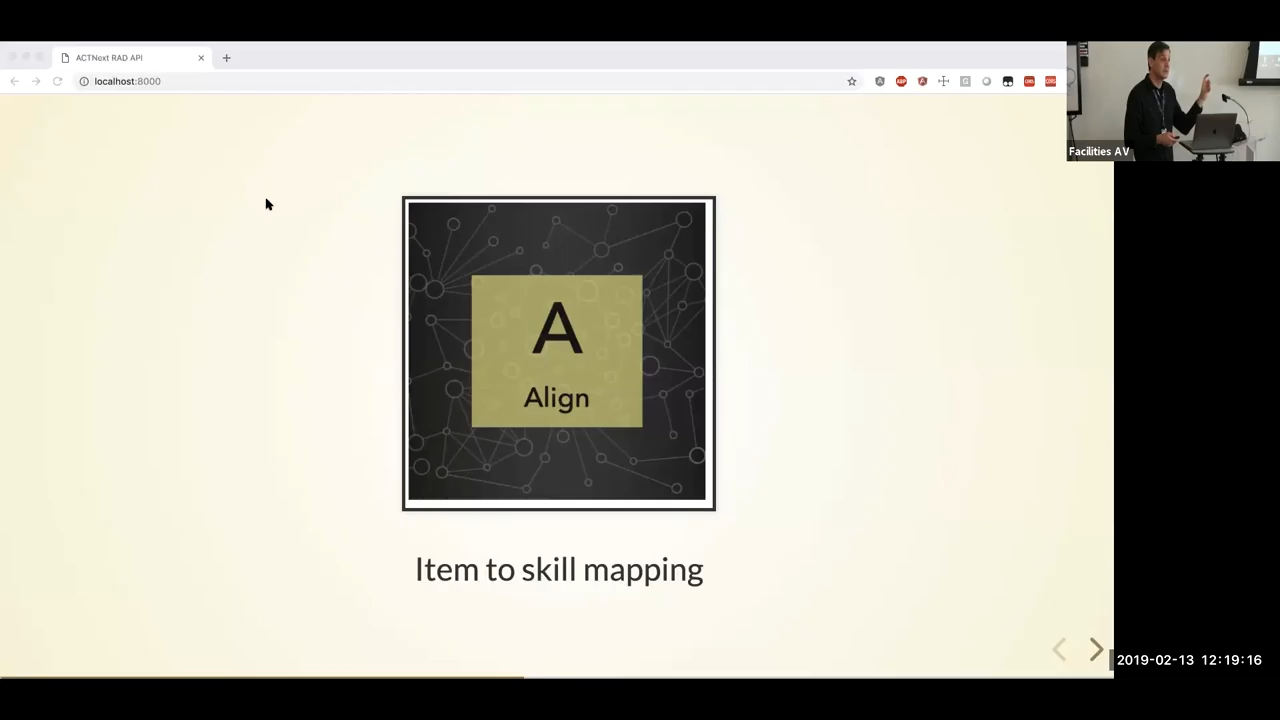 ACTNext RAD API
localhost:8000
Facilities AV
A
Align
Item to skill mapping
2019-02-13 12:19:16